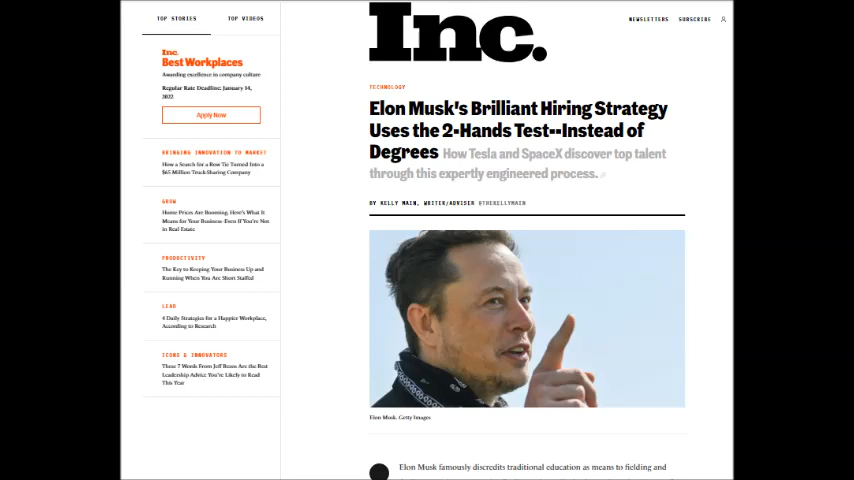 TOP STORIES
TOP VIDEOS
Inc.
Best Workplaces
Awarding excellence in company culture
Regular Rate Deadline: January 14,
2022
Apply Now
BRINGING INNOVATION TO MARKET
How a Search for a Bow Tie Turned Into a
$65 Million Truck-Sharing Company
GROW
Home Prices Are Booming. Here's What It
Means for Your Business--Even If You're Not
in Real Estate
PRODUCTIVITY
The Key to Keeping Your Business Up and
Running When You Are Short Staffed
LEAD
4 Daily Strategies for a Happier Workplace,
According to Research
ICONS & INNOVATORS
These 7 Words From Jeff Bezos Are the Best
Leadership Advice You're Likely to Read
This Year
Inc.
NEWSLETTERS
SUBSCRIBE
TECHNOLOGY
Elon Musk's Brilliant Hiring Strategy
Uses the 2-Hands Test--Instead of
Degrees How Tesla and SpaceX discover top talent
through this expertly engineered process.
BY KELLY MAIN, WRITER/ADVISER @THEKELLYMAIN
Elon Musk. Getty Images
Elon Musk famously discredits traditional education as means to fielding and